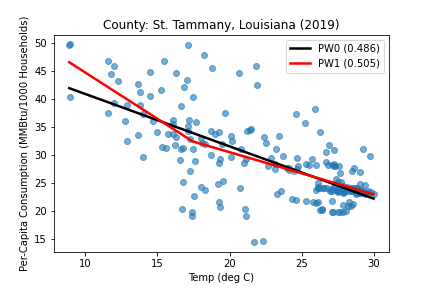 County: St. Tammany, Louisiana (2019)
PW0 (0.486)
PW1 (0.505)
Per-Capita Consumption (MMBtu/1000 Households)
50
45
40
35
30
25
20
15
10 15 20 25 30
Temp (deg C)